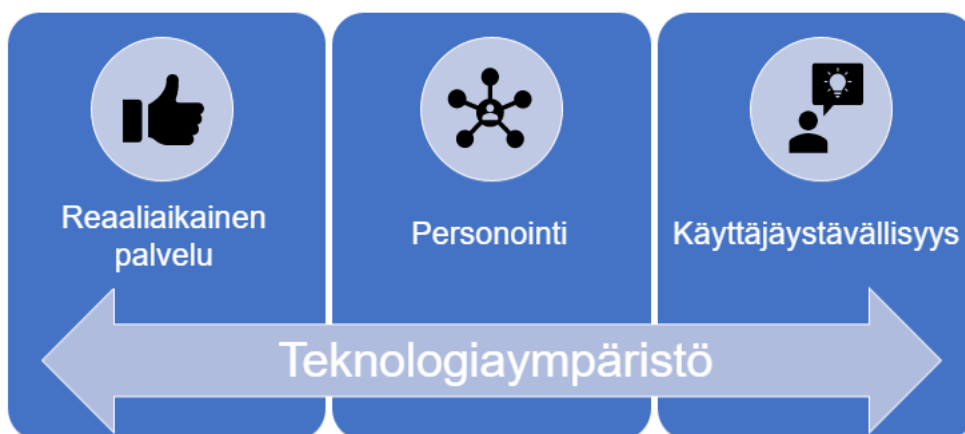 Reaaliaikainen
palvelu
Personointi
Käyttäjäystävällisyys
Teknologiaympäristö